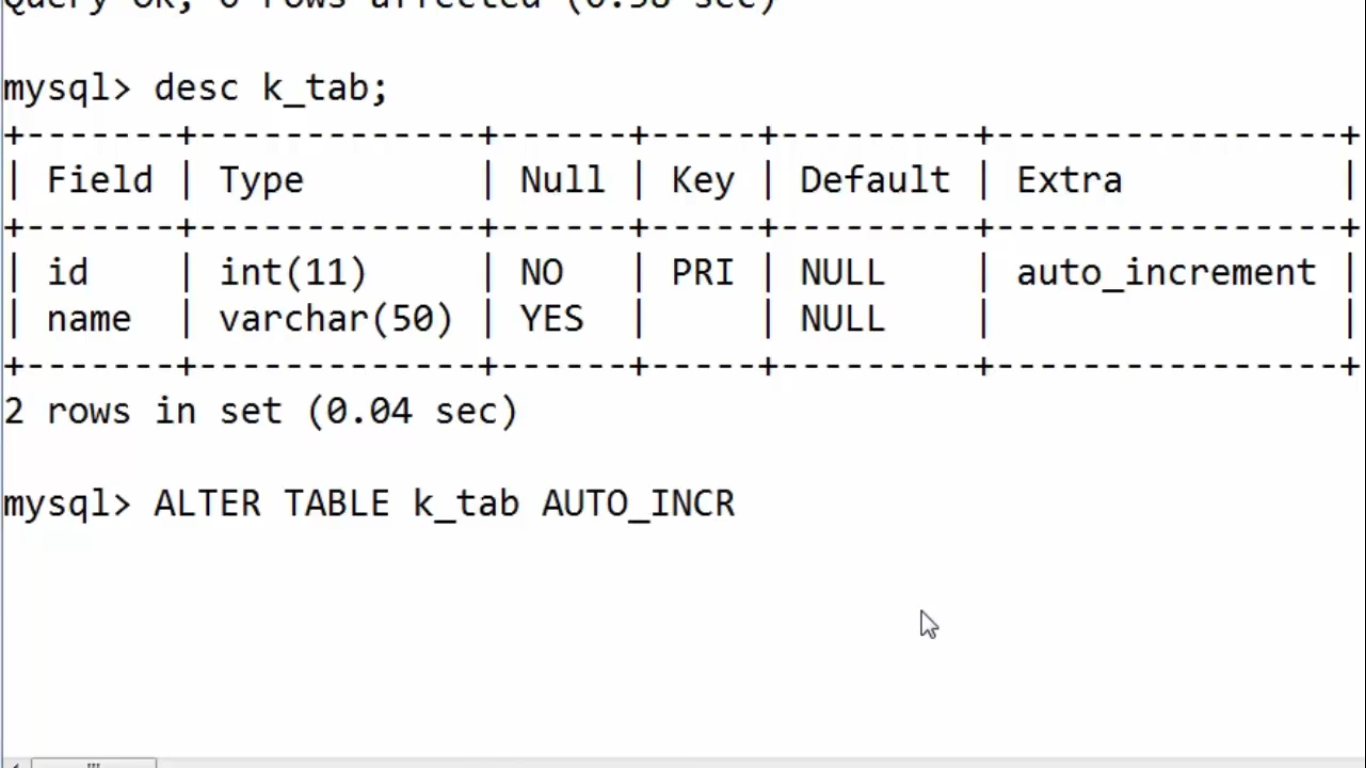 Query OK, 0 rows affected (0.58 sec)
mysql> desc k_tab;
+-------+-------------+------+-----+---------+----------------+
| Field | Type        | Null | Key | Default | Extra          |
+-------+-------------+------+-----+---------+----------------+
| id    | int(11)     | NO   | PRI | NULL    | auto_increment |
| name  | varchar(50) | YES  |     | NULL    |                |
+-------+-------------+------+-----+---------+----------------+
2 rows in set (0.04 sec)
mysql> ALTER TABLE k_tab AUTO_INCR